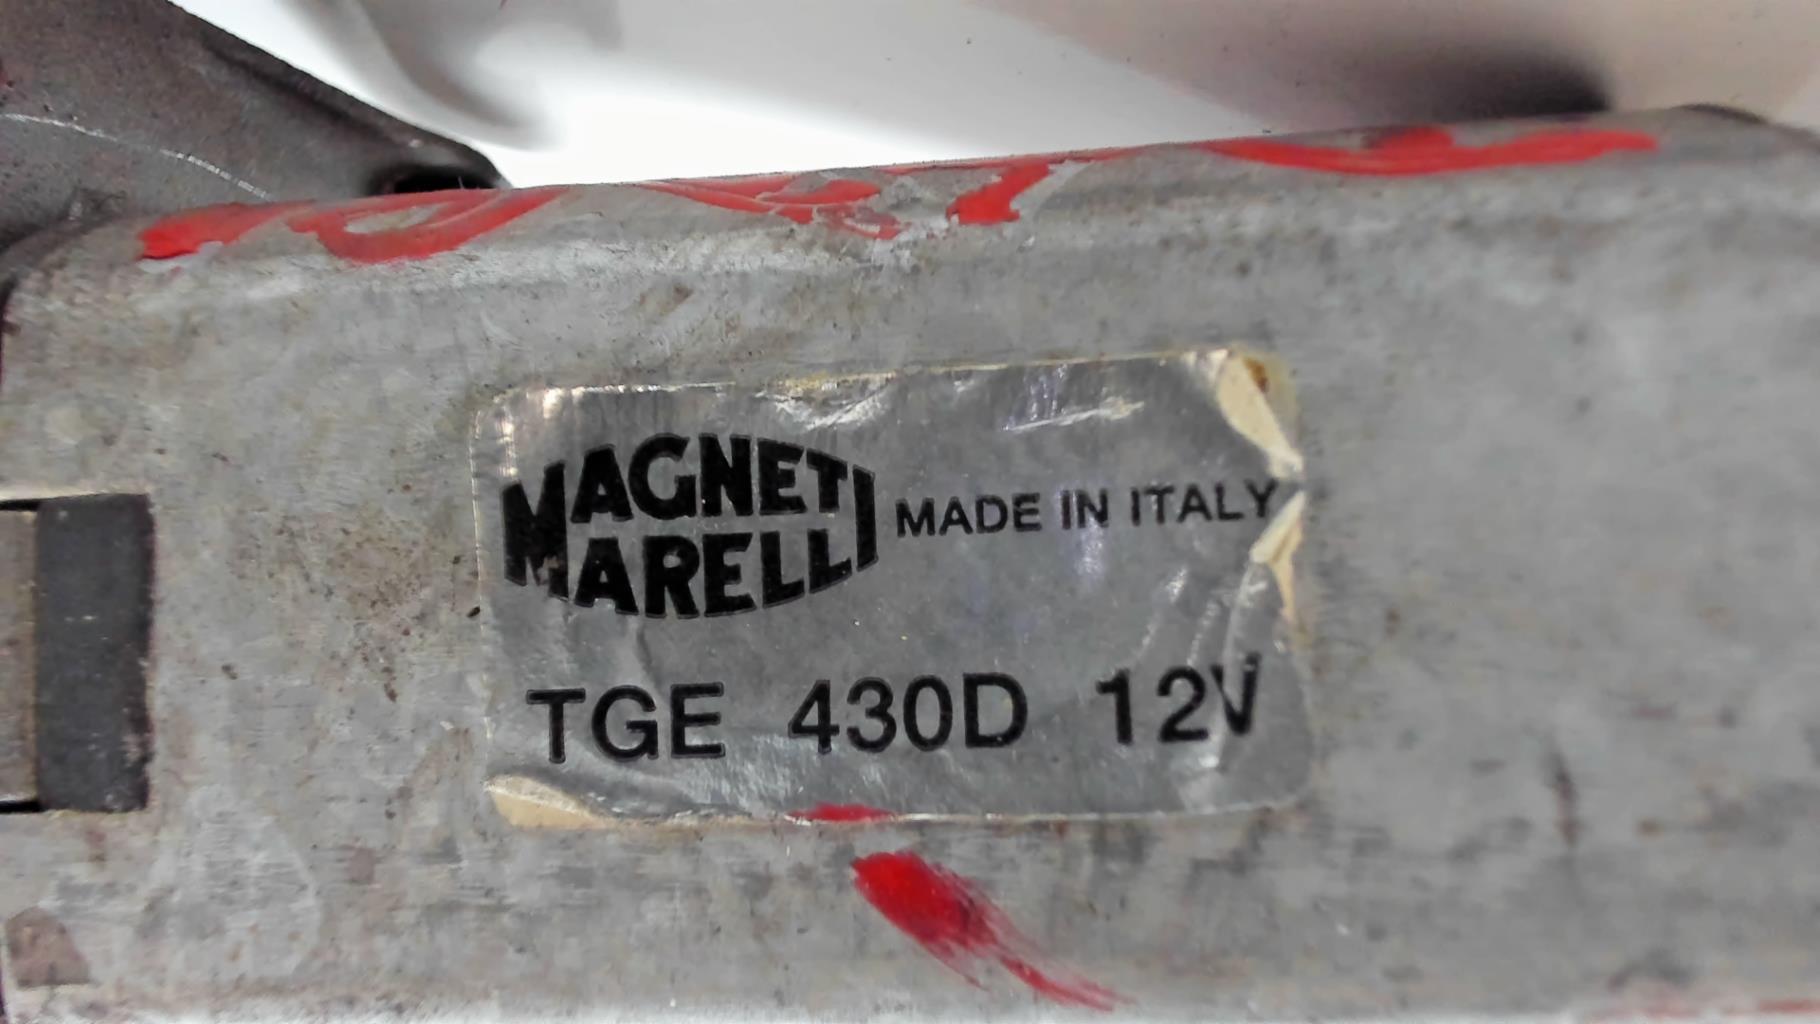 MAGNETI
MARELLI
MADE IN ITALY
TGE 430D 12V